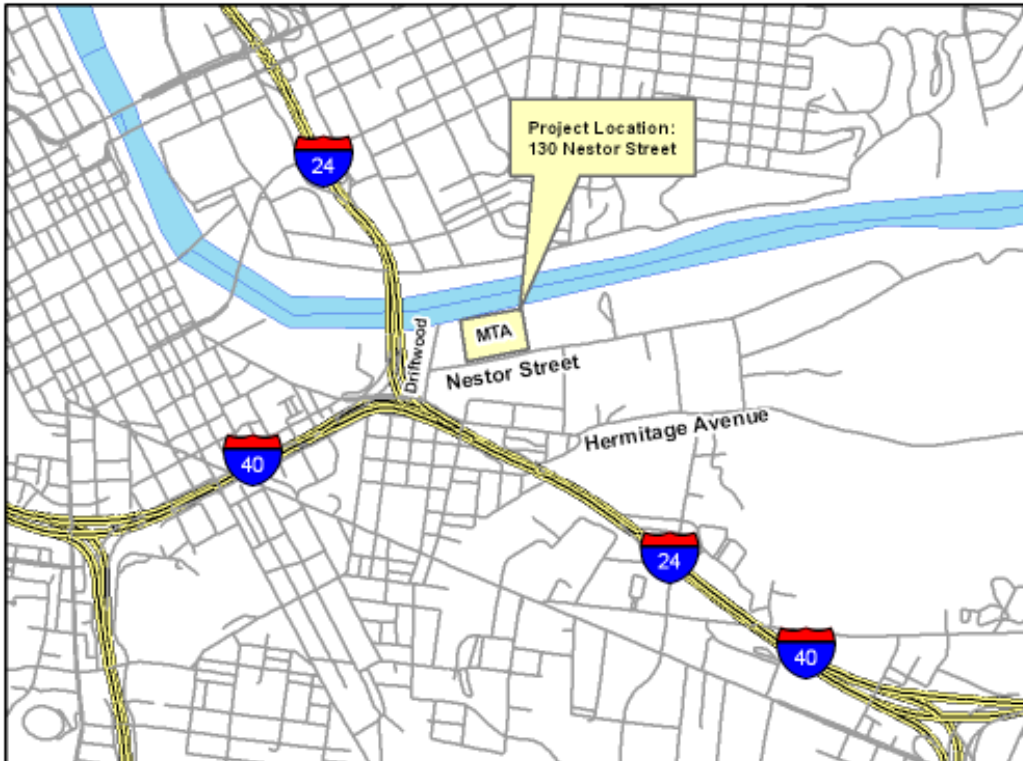 24
Project Location:
130 Nestor Street
MTA
Driftwood
Nestor Street
Hermitage Avenue
40
24
40